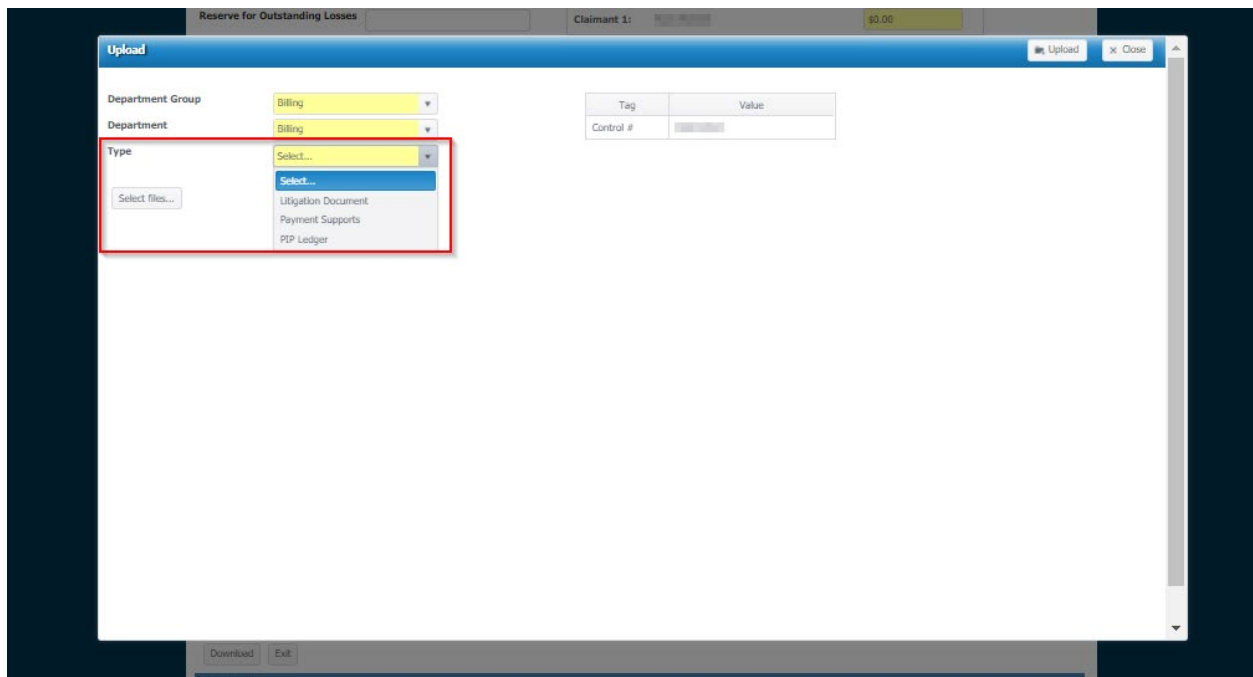 Reserve for Outstanding Losses
Claimant 1:
$0.00
Upload
Upload
Close
Department Group
Billing
Department
Billing
Type
Select...
Select...
Litigation Document
Payment Supports
PIP Ledger
Select files...
Tag Value
Control #
Download Exit